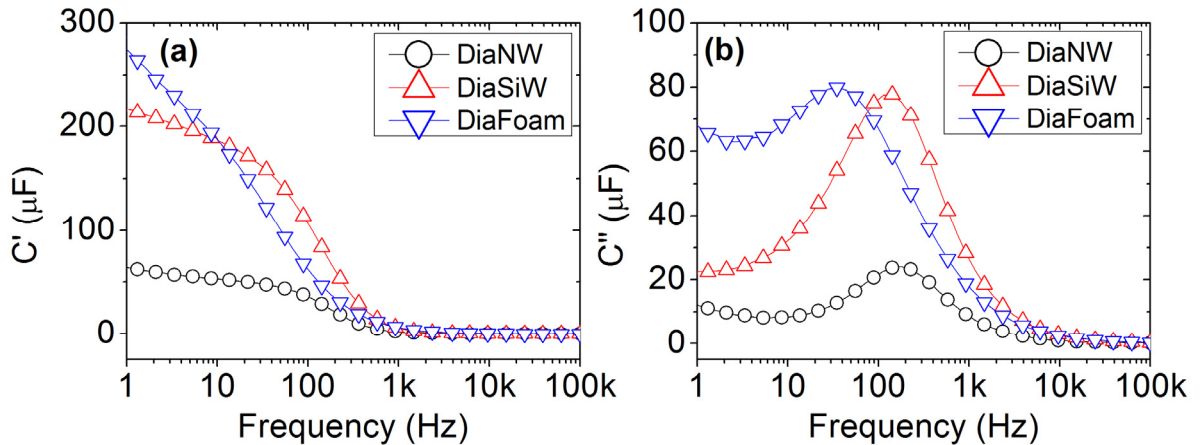 (a)
DiaNW
DiaSiW
DiaFoam
300
200
100
0
C' (μF)
1 10 100 1k 10k 100k
Frequency (Hz)
(b)
DiaNW
DiaSiW
DiaFoam
100
80
60
40
20
0
C" (μF)
1 10 100 1k 10k 100k
Frequency (Hz)